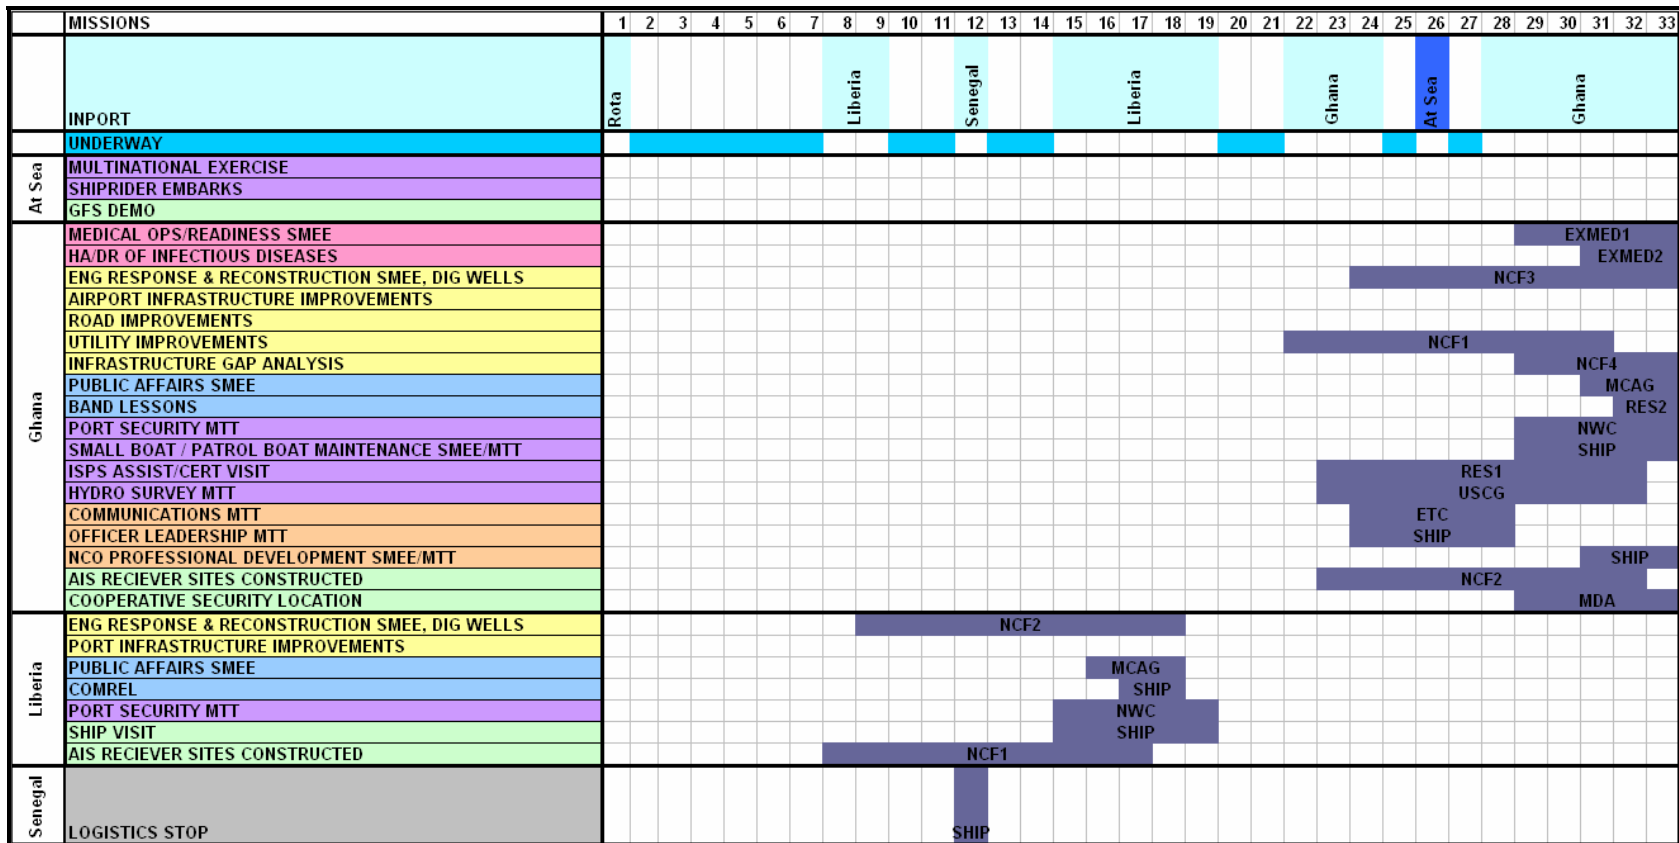 MISSIONS 1 2 3 4 5 6 7 8 9 10 11 12 13 14 15 16 17 18 19 20 21 22 23 24 25 26 27 28 29 30 31 32 33
INPORT Rota Liberia Senegal Liberia Ghana At Sea Ghana
UNDERWAY
At Sea
MULTINATIONAL EXERCISE
SHIPRIDER EMBARKS
GFS DEMO
Ghana
MEDICAL OPS/READINESS SMEE EXMED1
HA/DR OF INFECTIOUS DISEASES EXMED2
ENG RESPONSE & RECONSTRUCTION SMEE, DIG WELLS NCF3
AIRPORT INFRASTRUCTURE IMPROVEMENTS
ROAD IMPROVEMENTS
UTILITY IMPROVEMENTS NCF1
INFRASTRUCTURE GAP ANALYSIS NCF4
PUBLIC AFFAIRS SMEE MCAG
BAND LESSONS RES2
PORT SECURITY MTT NWC
SMALL BOAT / PATROL BOAT MAINTENANCE SMEE/MTT SHIP
ISPS ASSIST/CERT VISIT RES1
HYDRO SURVEY MTT USCG
COMMUNICATIONS MTT ETC
OFFICER LEADERSHIP MTT SHIP
NCO PROFESSIONAL DEVELOPMENT SMEE/MTT SHIP
AIS RECIEVER SITES CONSTRUCTED NCF2
COOPERATIVE SECURITY LOCATION MDA
Liberia
ENG RESPONSE & RECONSTRUCTION SMEE, DIG WELLS NCF2
PORT INFRASTRUCTURE IMPROVEMENTS
PUBLIC AFFAIRS SMEE MCAG
COMREL SHIP
PORT SECURITY MTT NWC
SHIP VISIT SHIP
AIS RECIEVER SITES CONSTRUCTED NCF1
Senegal
LOGISTICS STOP SHIP